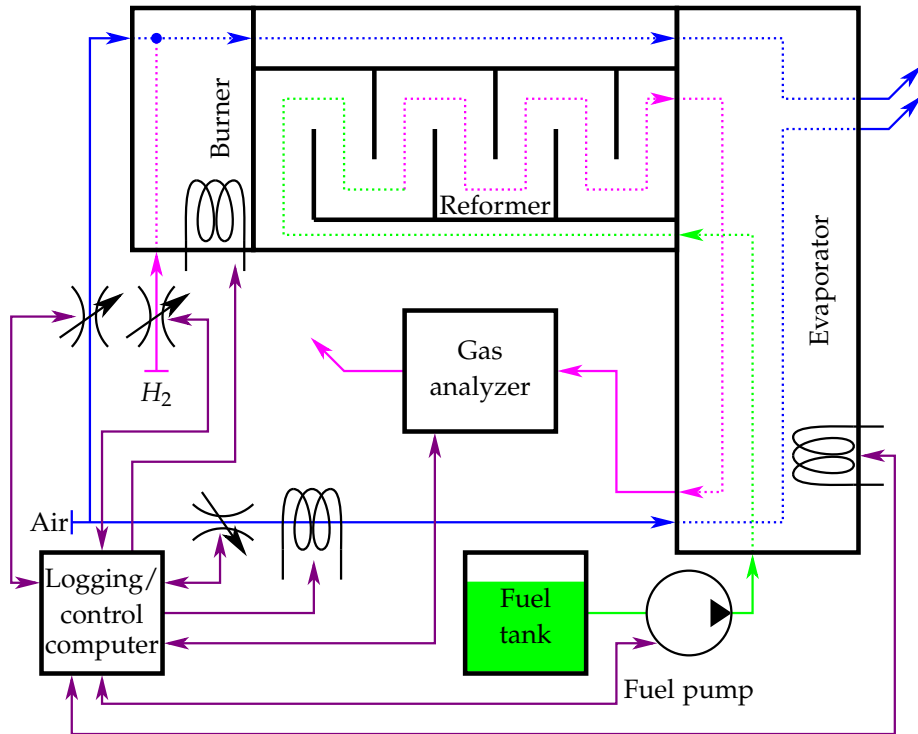 Burner
Reformer
Evaporator
H₂
Gas
analyzer
Air
Logging/
control
computer
Fuel
tank
Fuel pump